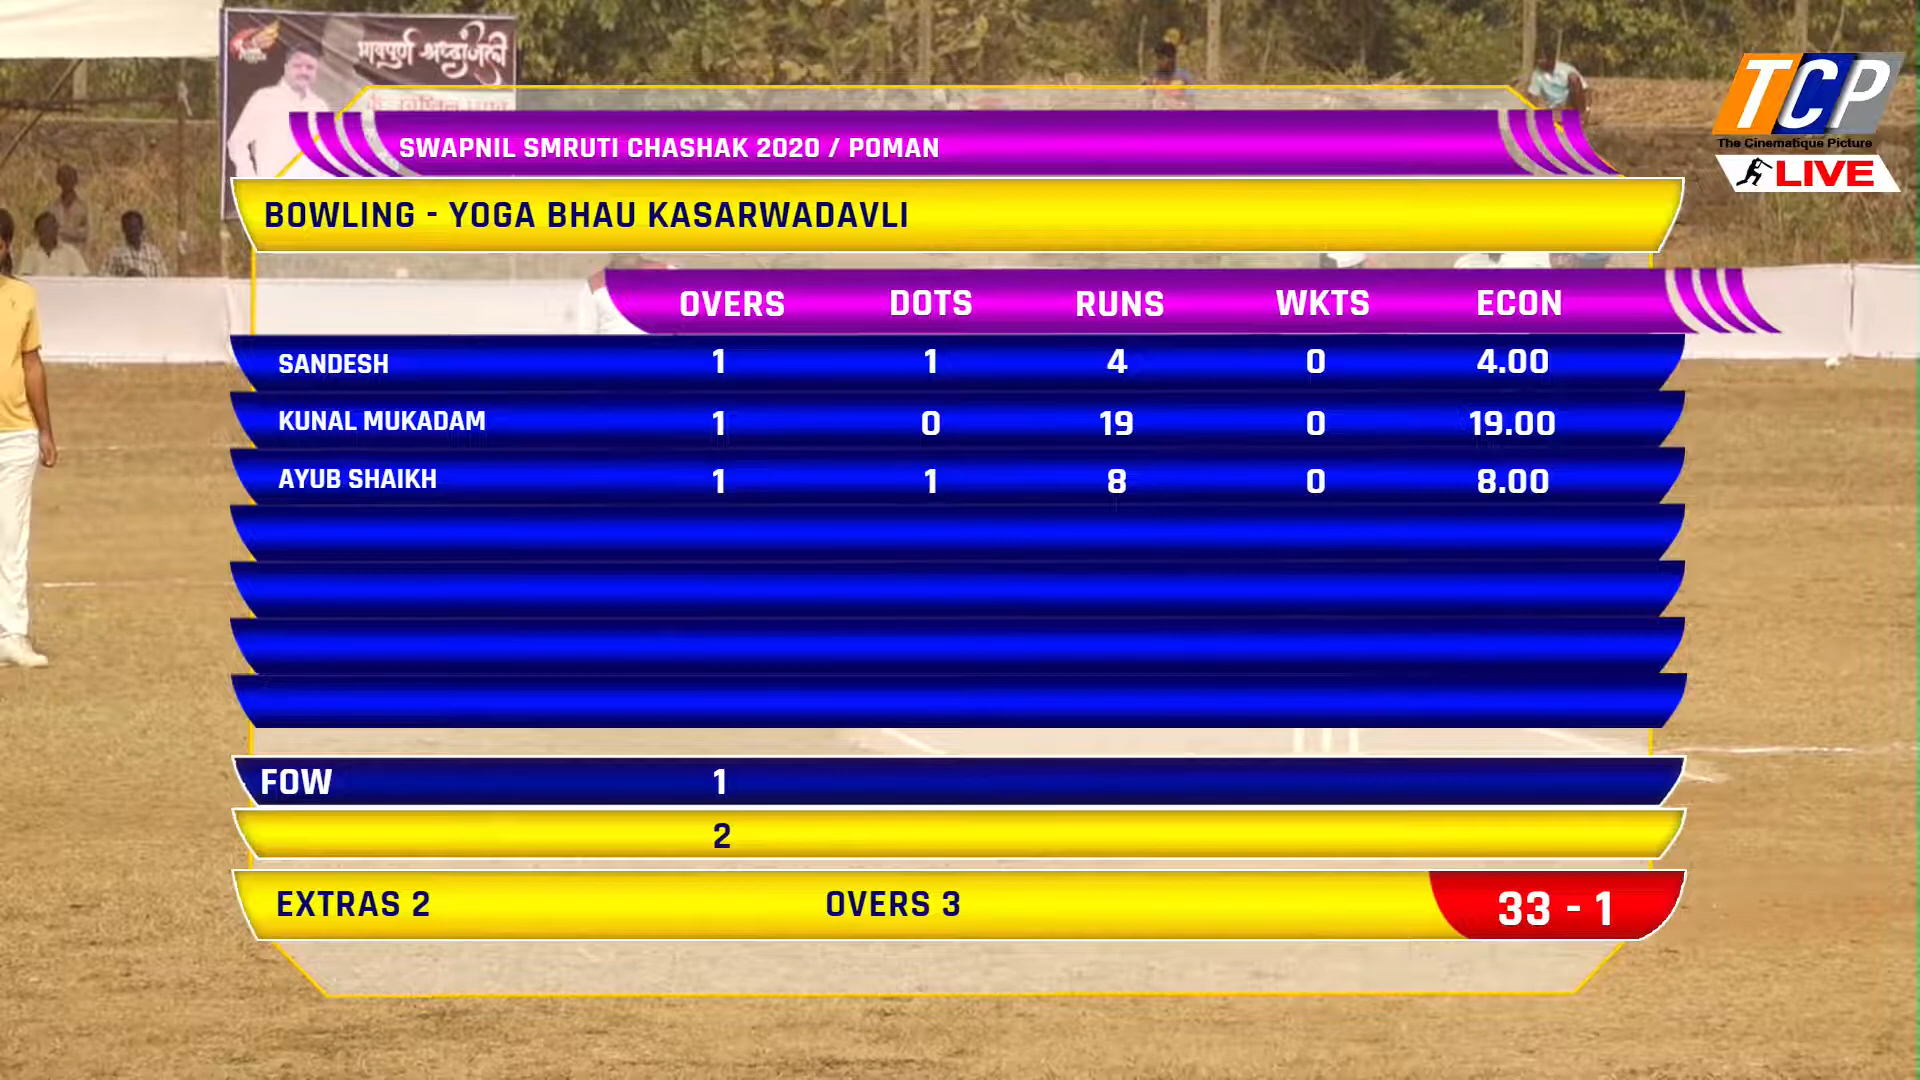 भावपूर्ण श्रध्दांजली
TCP
The Cinematique Picture
LIVE
SWAPNIL SMRUTI CHASHAK 2020 / POMAN
BOWLING - YOGA BHAU KASARWADAVLI
OVERS DOTS RUNS WKTS ECON
SANDESH 1 1 4 0 4.00
KUNAL MUKADAM 1 0 19 0 19.00
AYUB SHAIKH 1 1 8 0 8.00
FOW 1
2
EXTRAS 2 OVERS 3 33 - 1